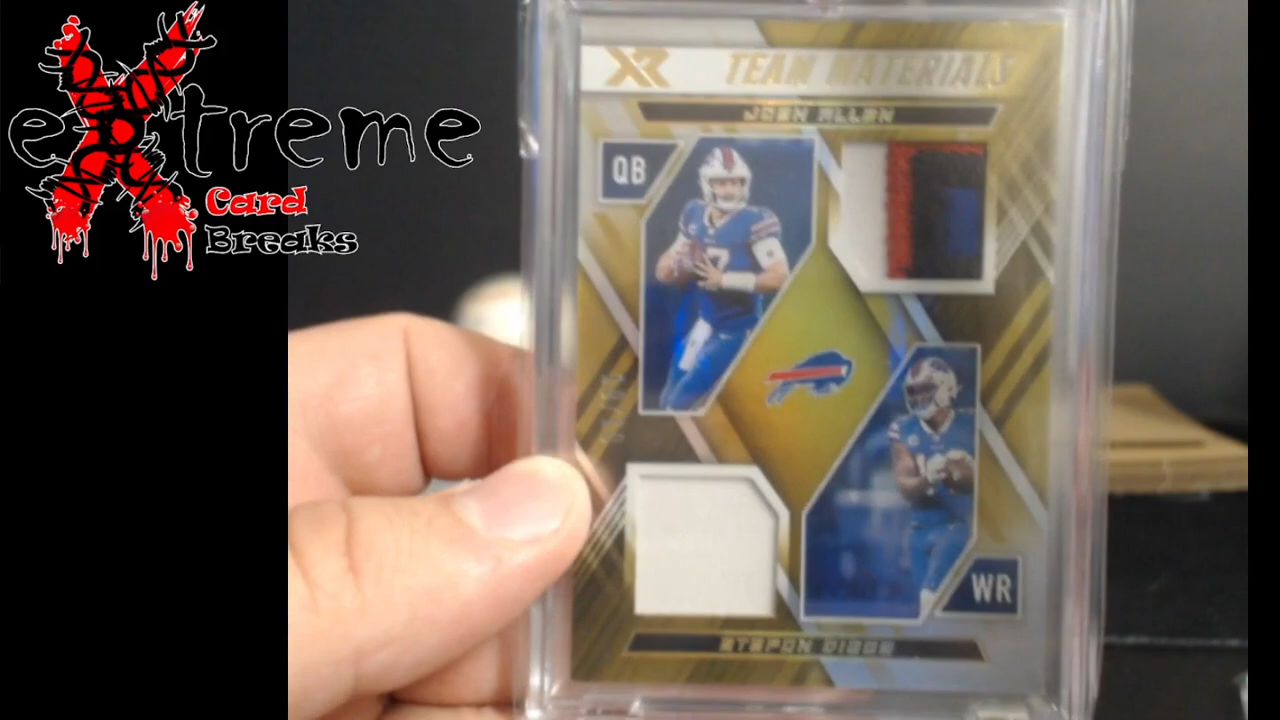 eXtreme
Card
Breaks
XR TEAM MATERIALS
JOSH ALLEN
QB
WR
STEFON DIGGS